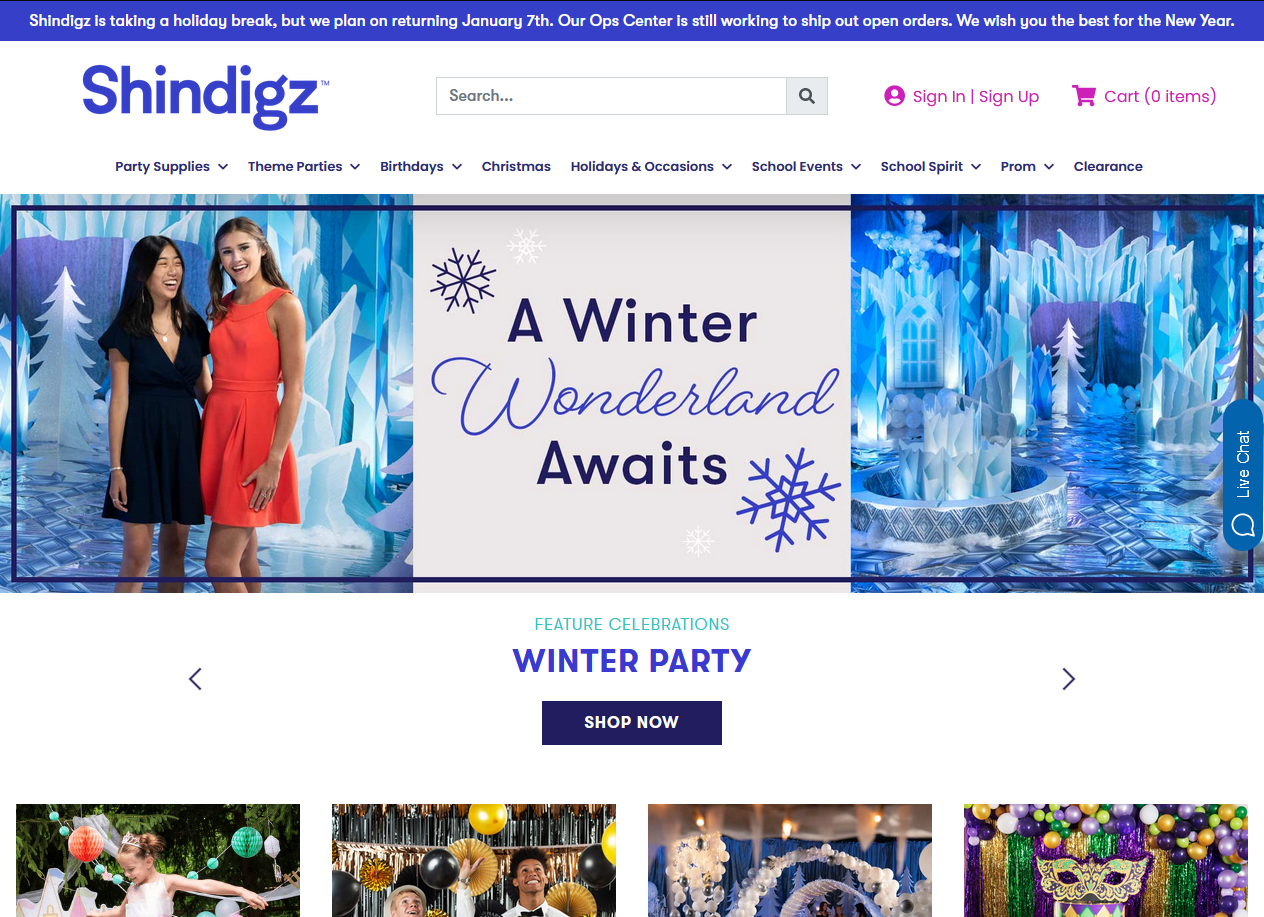 Shindigz is taking a holiday break, but we plan on returning January 7th. Our Ops Center is still working to ship out open orders. We wish you the best for the New Year.
Shindigz™
Search...
Sign In | Sign Up
Cart (0 items)
Party Supplies
Theme Parties
Birthdays
Christmas
Holidays & Occasions
School Events
School Spirit
Prom
Clearance
A Winter
Wonderland
Awaits
Live Chat
FEATURE CELEBRATIONS
WINTER PARTY
SHOP NOW